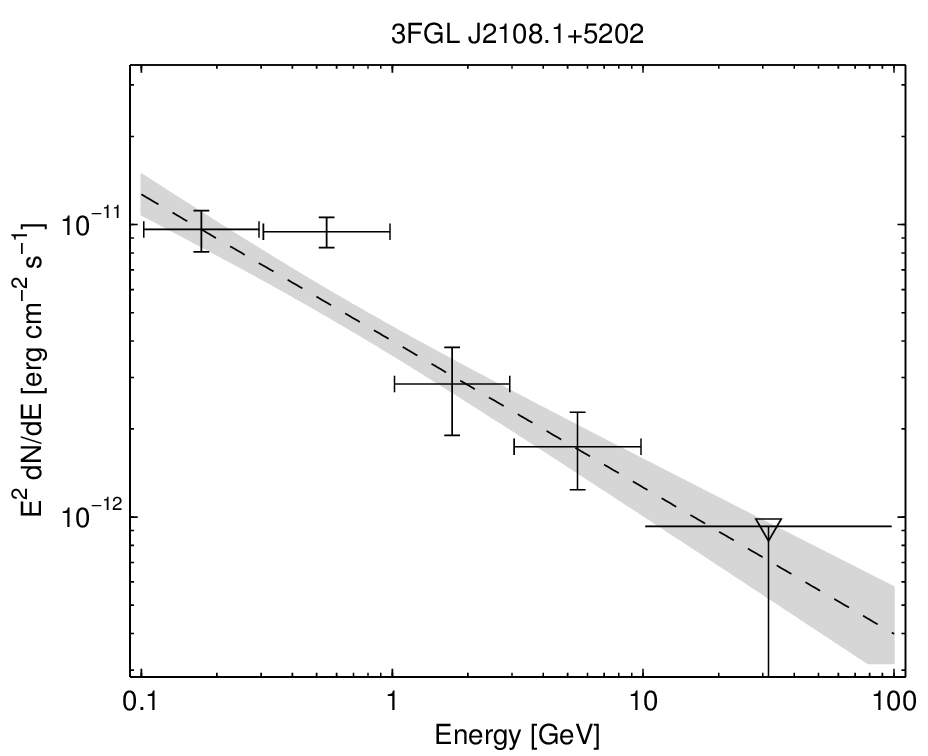 3FGL J2108.1+5202
E² dN/dE [erg cm⁻² s⁻¹]
10⁻¹¹
10⁻¹²
0.1 1 10 100
Energy [GeV]